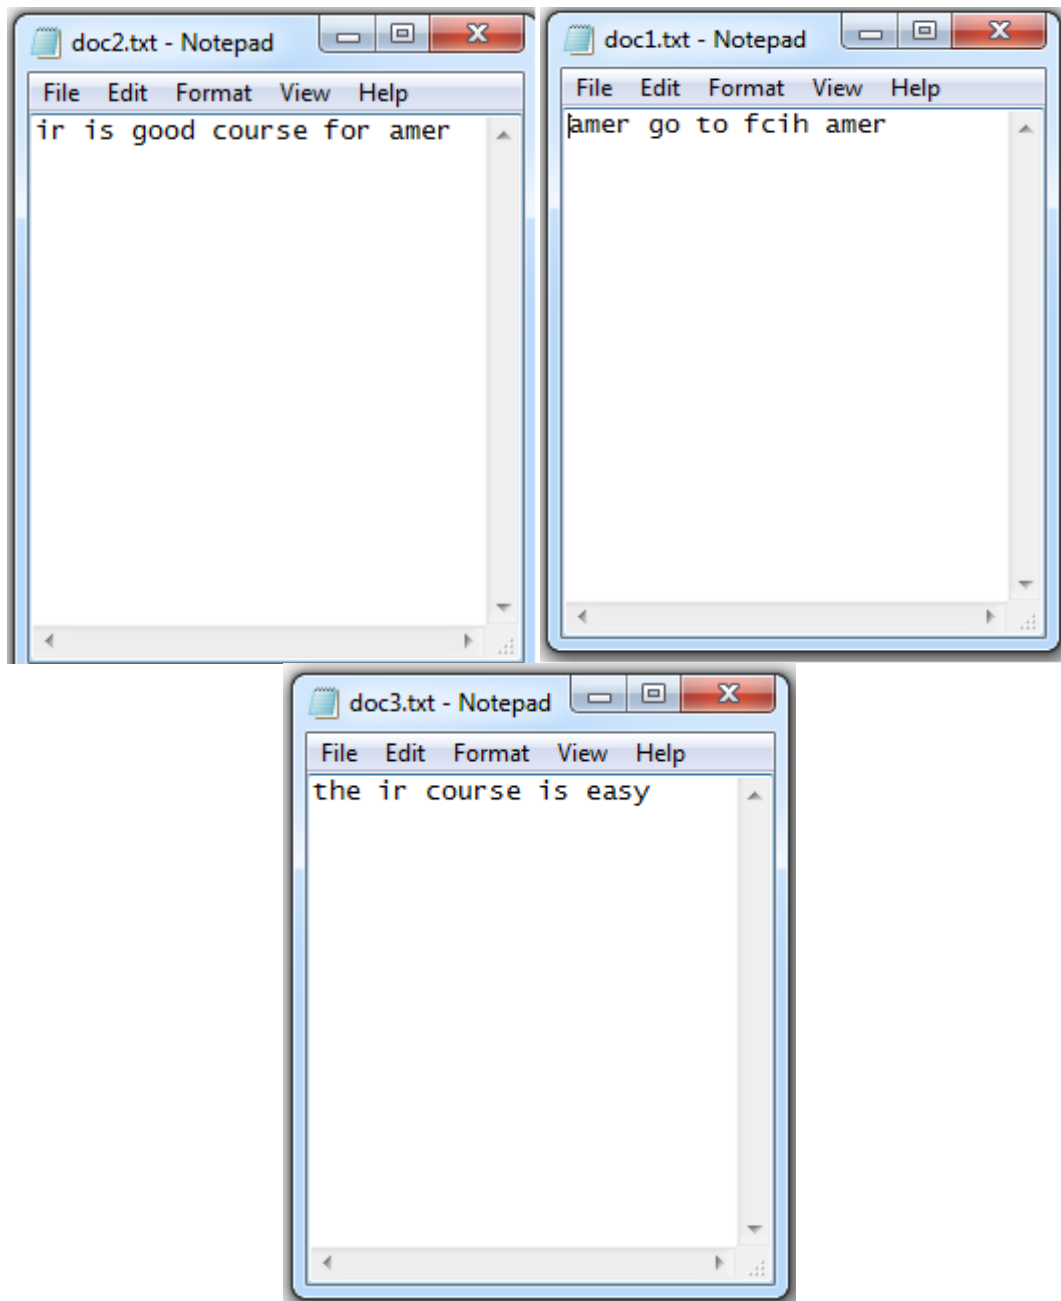 doc2.txt - Notepad
File Edit Format View Help
ir is good course for amer
doc1.txt - Notepad
File Edit Format View Help
amer go to fcih amer
doc3.txt - Notepad
File Edit Format View Help
the ir course is easy